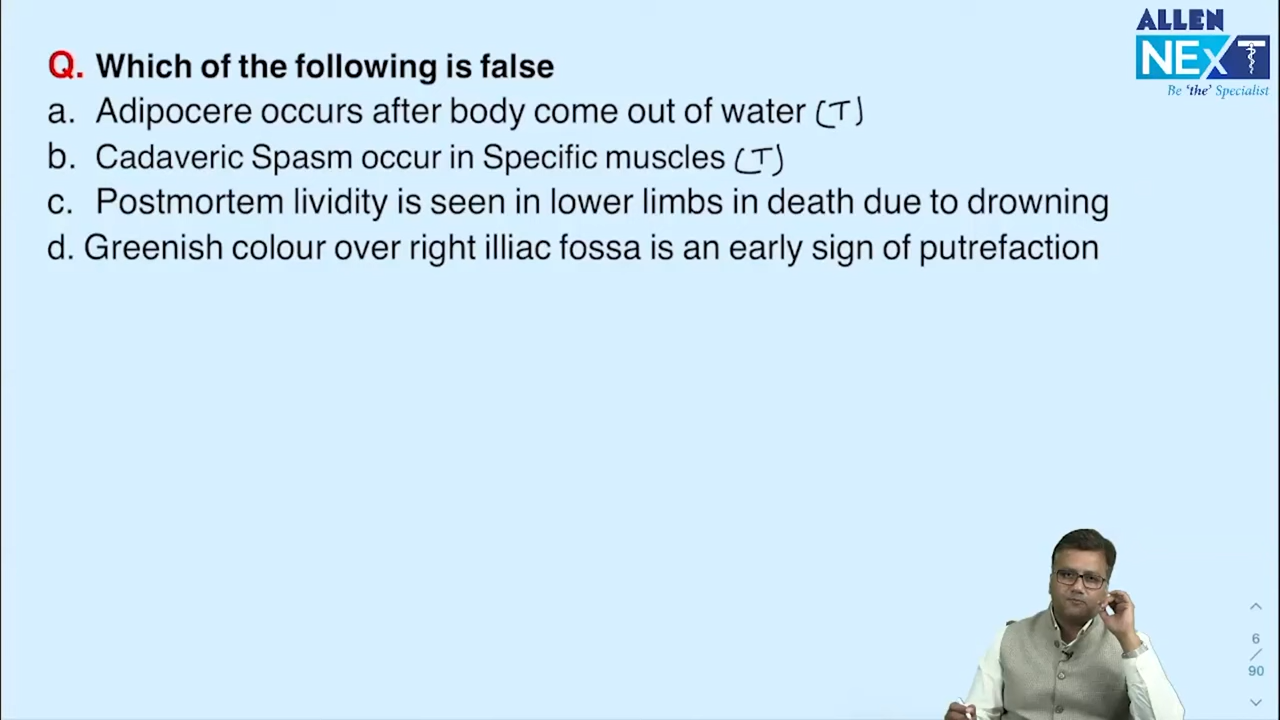 ALLEN
NEXT
Be 'the' Specialist
Q. Which of the following is false
a. Adipocere occurs after body come out of water (T)
b. Cadaveric Spasm occur in Specific muscles (T)
c. Postmortem lividity is seen in lower limbs in death due to drowning
d. Greenish colour over right illiac fossa is an early sign of putrefaction
6
/
90